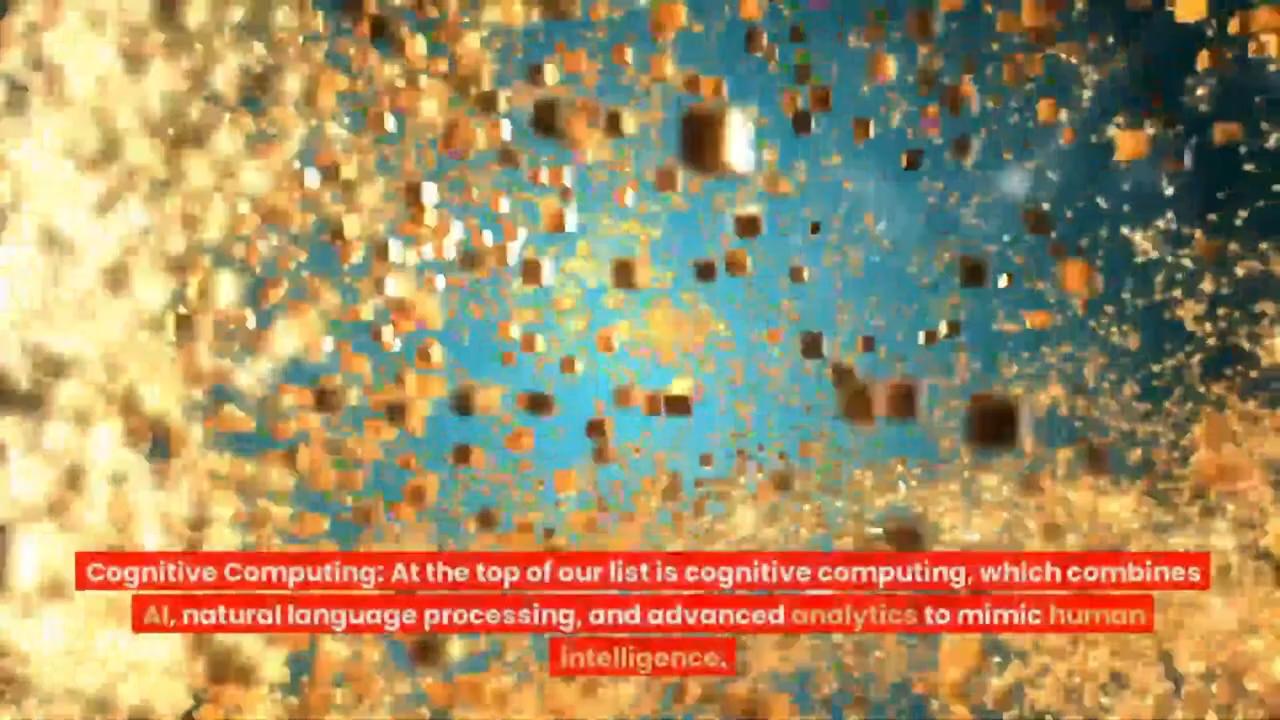 Cognitive Computing: At the top of our list is cognitive computing, which combines
AI, natural language processing, and advanced analytics to mimic human
intelligence.